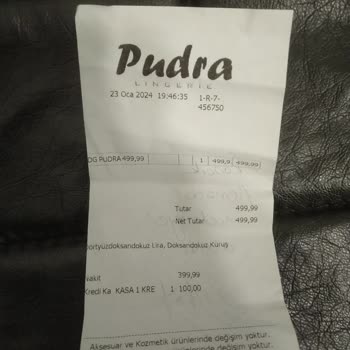 Pudra
LINGERIE
23 Oca 2024 19:46:35 1-R-7-
456750
OG PUDRA 499,99 1 499,9 499,99
Tutar 499,99
Net Tutar 499,99
Dörtyüzdoksandokuz Lira, Doksandokuz Kuruş
Nakit 399,99
Kredi Ka KASA 1 KRE 1 100,00
Aksesuar ve Kozmetik ürünlerinde değişim yoktur.